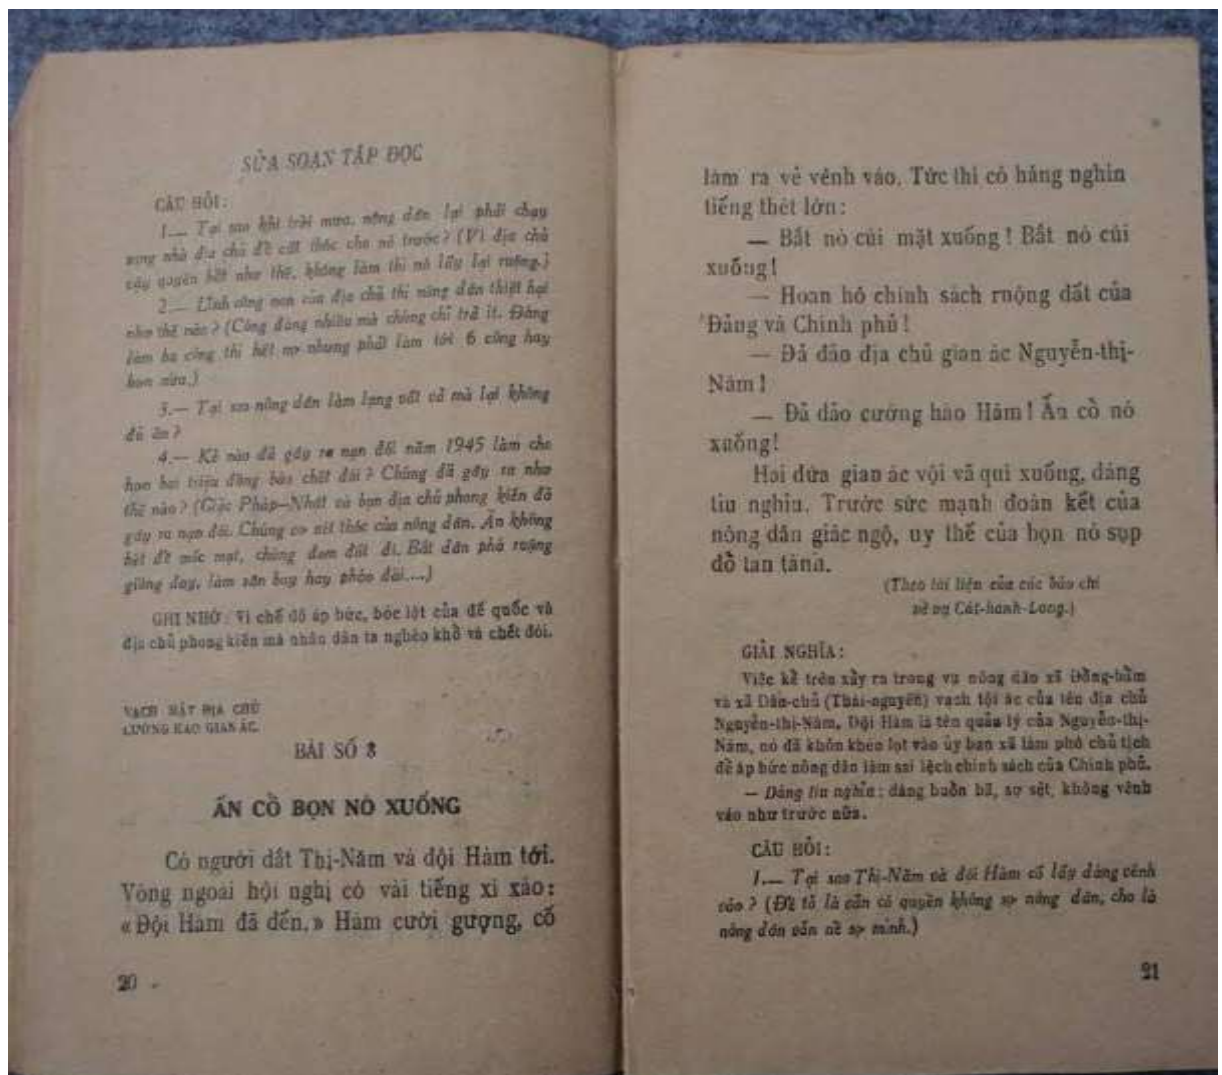 SỬA SOẠN TẬP ĐỌC
CÂU HỎI:
1.— Tại sao khi trời mưa, nông dân lại phải chạy
sang nhà địa chủ để cất thóc cho nó trước? (Vì địa chủ
cậy quyền bắt như thế, không làm thì nó lấy lại ruộng.)
2.— Lĩnh công non của địa chủ thì nông dân thiệt hại
như thế nào? (Công đáng nhiều mà chúng chỉ trả ít. Đáng
làm ba công thì hết nợ nhưng phải làm tới 6 công hay
hơn nữa.)
3.— Tại sao nông dân làm lụng vất vả mà lại không
đủ ăn?
4.— Kẻ nào đã gây ra nạn đói năm 1945 làm cho
hơn hai triệu đồng bào chết đói? Chúng đã gây ra như
thế nào? (Giặc Pháp—Nhật và bọn địa chủ phong kiến đã
gây ra nạn đói. Chúng vơ vét thóc của nông dân. Ăn không
hết để mốc mọt, chúng đem đốt đi. Bắt dân phá ruộng
giồng đay, làm sân bay hay pháo đài....)
GHI NHỚ: Vì chế độ áp bức, bóc lột của đế quốc và
địa chủ phong kiến mà nhân dân ta nghèo khổ và chết đói.
VẠCH MẶT ĐỊA CHỦ
CƯỜNG HÀO GIAN ÁC.
BÀI SỐ 3
ẤN CỔ BỌN NÓ XUỐNG
Có người dắt Thị-Năm và đội Hàm tới.
Vòng ngoài hội nghị có vài tiếng xì xào:
«Đội Hàm đã đến.» Hàm cười gượng, cố
20
làm ra vẻ vênh váo. Tức thì có hàng nghìn
tiếng thét lớn:
— Bắt nó cúi mặt xuống! Bắt nó cúi
xuống!
— Hoan hô chính sách ruộng đất của
Đảng và Chính phủ!
— Đả đảo địa chủ gian ác Nguyễn-thị-
Năm!
— Đả đảo cường hào Hàm! Ấn cổ nó
xuống!
Hai đứa gian ác vội vã quì xuống, dáng
tiu nghỉu. Trước sức mạnh đoàn kết của
nông dân giác ngộ, uy thế của bọn nó sụp
đổ tan tành.
(Theo tài liệu của các báo chí
về vụ Cát-hanh-Long.)
GIẢI NGHĨA:
Việc kể trên xảy ra trong vụ nông dân xã Đồng-bẩm
và xã Dân-chủ (Thái-nguyên) vạch tội ác của tên địa chủ
Nguyễn-thị-Năm. Đội Hàm là tên quản lý của Nguyễn-thị-
Năm, nó đã khôn khéo lọt vào ủy ban xã làm phó chủ tịch
để áp bức nông dân làm sai lệch chính sách của Chính phủ.
— Dáng tiu nghỉu: dáng buồn bã, sợ sệt, không vênh
váo như trước nữa.
CÂU HỎI:
1.— Tại sao Thị-Năm và đội Hàm cố lấy dáng vênh
váo? (Để tỏ là vẫn có quyền không sợ nông dân, cho là
nông dân vẫn nể sợ mình.)
21